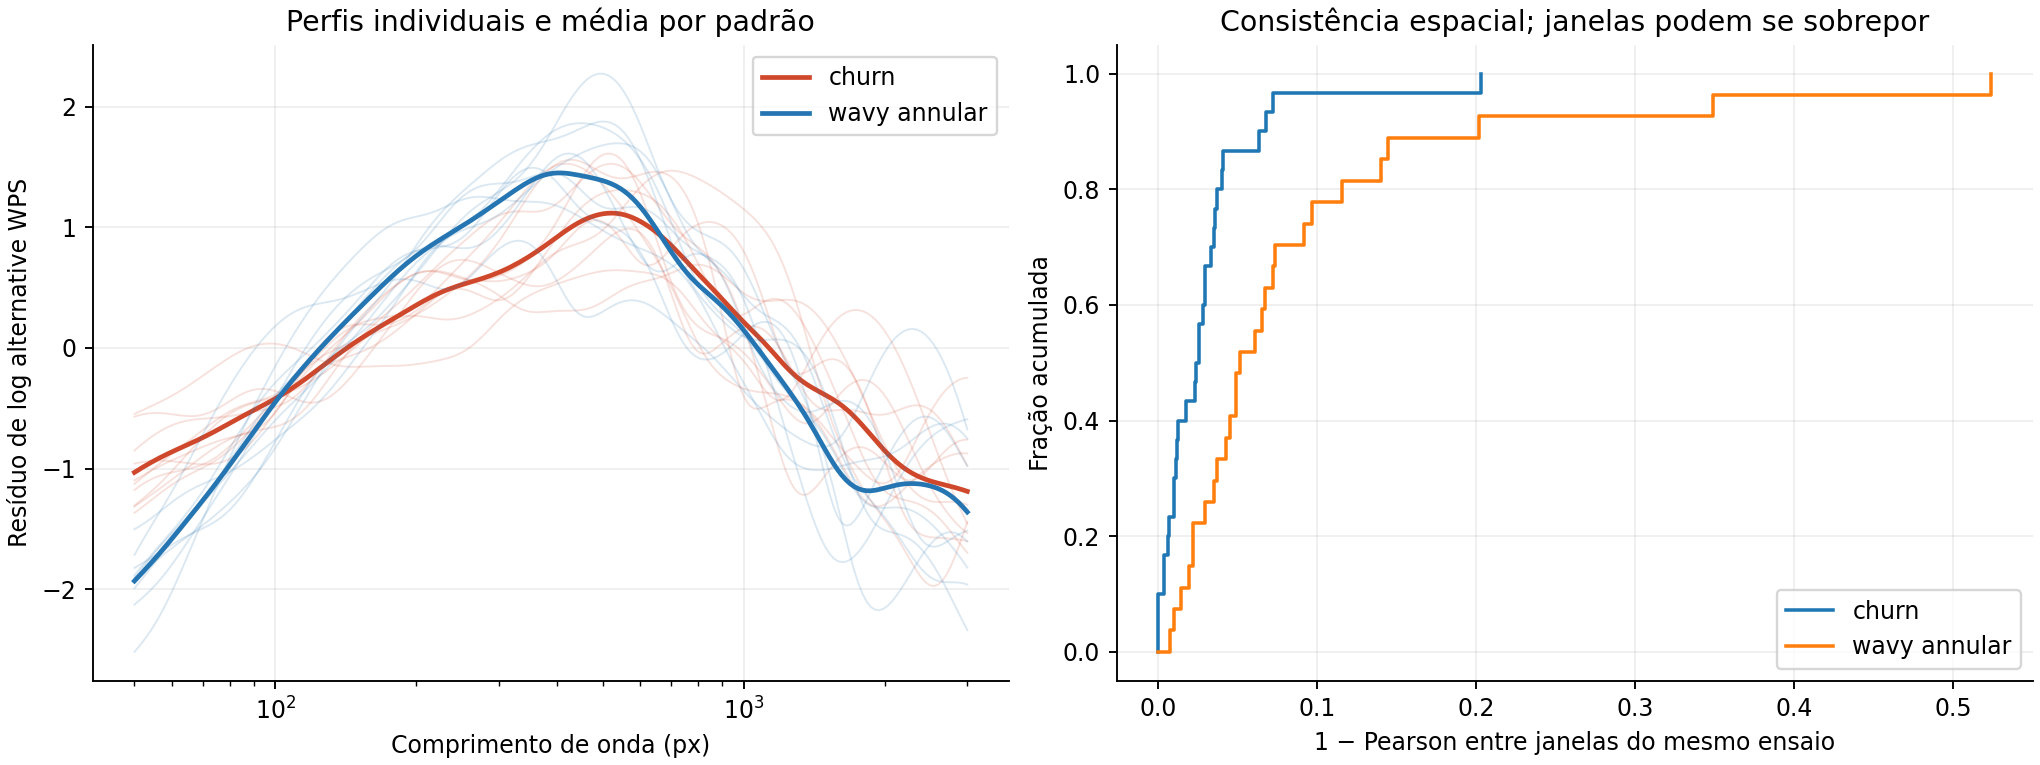 Perfis individuais e média por padrão
churn
wavy annular
2
1
0
−1
−2
Resíduo de log alternative WPS
10²
10³
Comprimento de onda (px)
Consistência espacial; janelas podem se sobrepor
1.0
0.8
0.6
0.4
0.2
0.0
Fração acumulada
churn
wavy annular
0.0
0.1
0.2
0.3
0.4
0.5
1 − Pearson entre janelas do mesmo ensaio